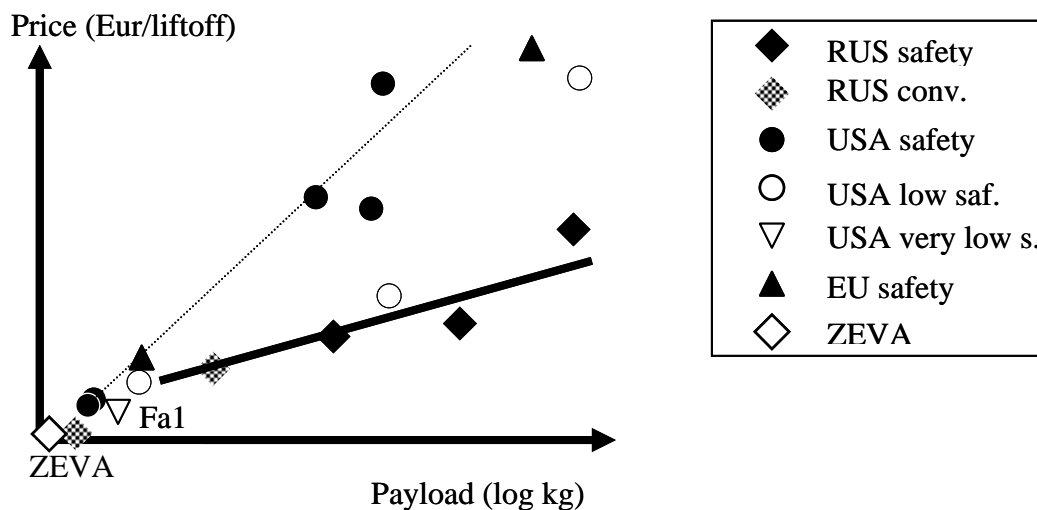 Price (Eur/liftoff)
RUS safety
RUS conv.
USA safety
USA low saf.
USA very low s.
EU safety
ZEVA
Fa1
ZEVA
Payload (log kg)